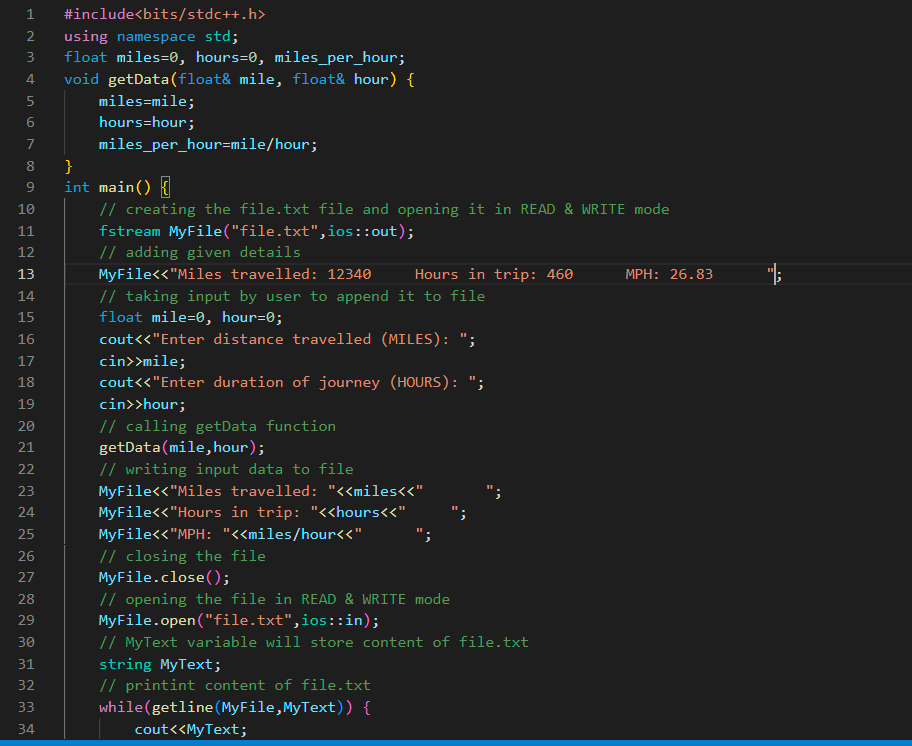 1 #include<bits/stdc++.h>
2 using namespace std;
3 float miles=0, hours=0, miles_per_hour;
4 void getData(float& mile, float& hour) {
5     miles=mile;
6     hours=hour;
7     miles_per_hour=mile/hour;
8 }
9 int main() {
10     // creating the file.txt file and opening it in READ & WRITE mode
11     fstream MyFile("file.txt",ios::out);
12     // adding given details
13     MyFile<<"Miles travelled: 12340     Hours in trip: 460      MPH: 26.83      ";
14     // taking input by user to append it to file
15     float mile=0, hour=0;
16     cout<<"Enter distance travelled (MILES): ";
17     cin>>mile;
18     cout<<"Enter duration of journey (HOURS): ";
19     cin>>hour;
20     // calling getData function
21     getData(mile,hour);
22     // writing input data to file
23     MyFile<<"Miles travelled: "<<miles<<"       ";
24     MyFile<<"Hours in trip: "<<hours<<"     ";
25     MyFile<<"MPH: "<<miles/hour<<"      ";
26     // closing the file
27     MyFile.close();
28     // opening the file in READ & WRITE mode
29     MyFile.open("file.txt",ios::in);
30     // MyText variable will store content of file.txt
31     string MyText;
32     // printint content of file.txt
33     while(getline(MyFile,MyText)) {
34         cout<<MyText;